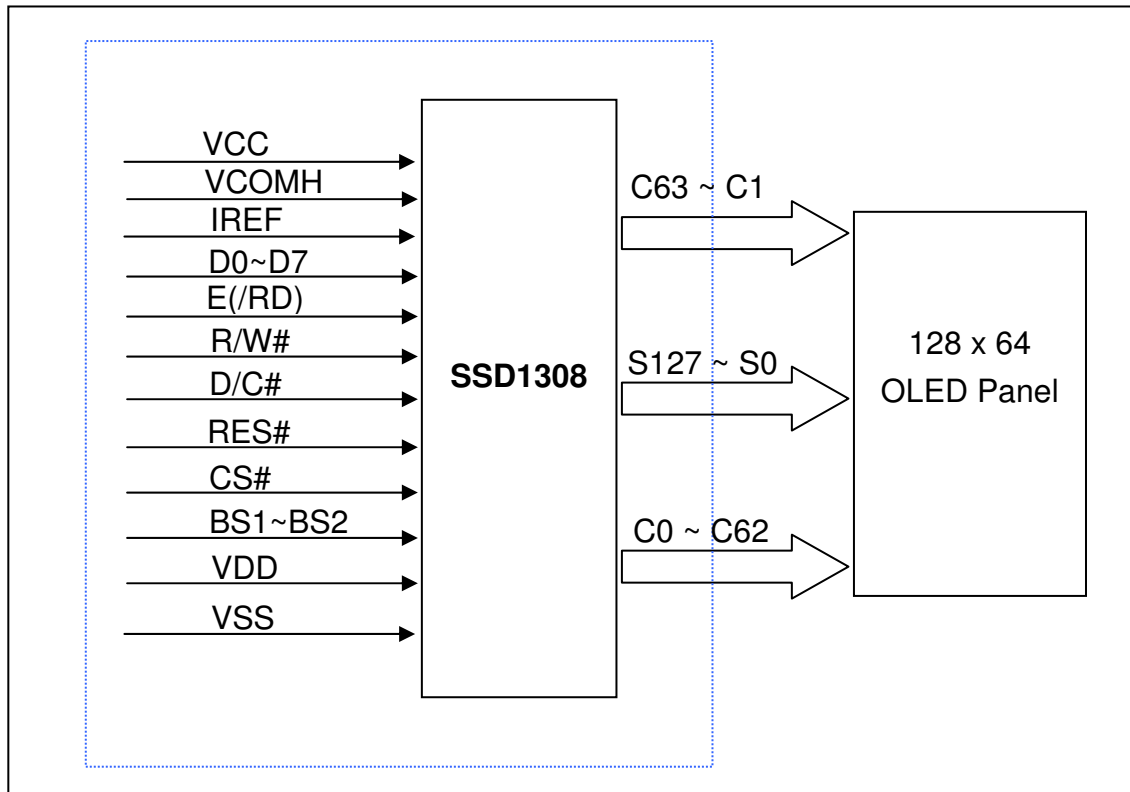 VCC
VCOMH
IREF
D0~D7
E(/RD)
R/W#
D/C#
RES#
CS#
BS1~BS2
VDD
VSS
SSD1308
C63 ~ C1
S127 ~ S0
C0 ~ C62
128 x 64
OLED Panel